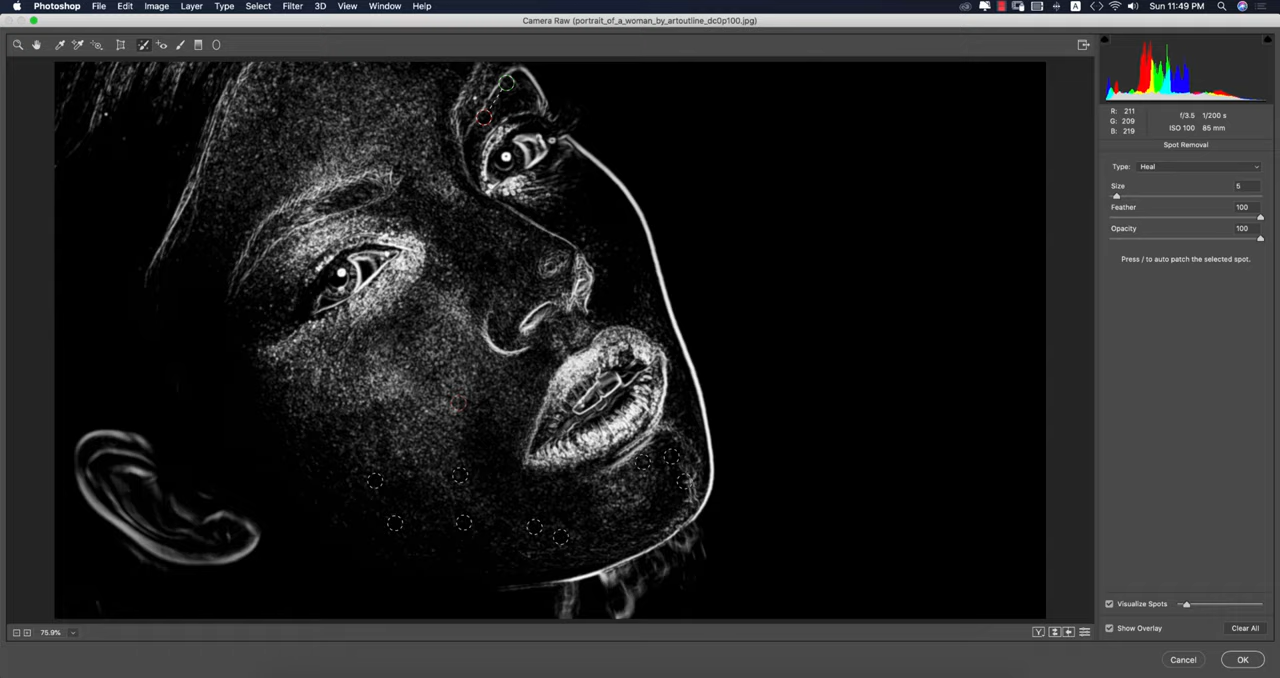 Photoshop File Edit Image Layer Type Select Filter 3D View Window Help A Sun 11:49 PM
Camera Raw (portrait_of_a_woman_by_artoutline_dc0p100.jpg)
R: 211
G: 209
B: 219
f/3.5 1/200 s
ISO 100 85 mm
Spot Removal
Type: Heal
Size 5
Feather 100
Opacity 100
Press / to auto patch the selected spot.
Visualize Spots
Show Overlay Clear All
75.9% Y
Cancel OK